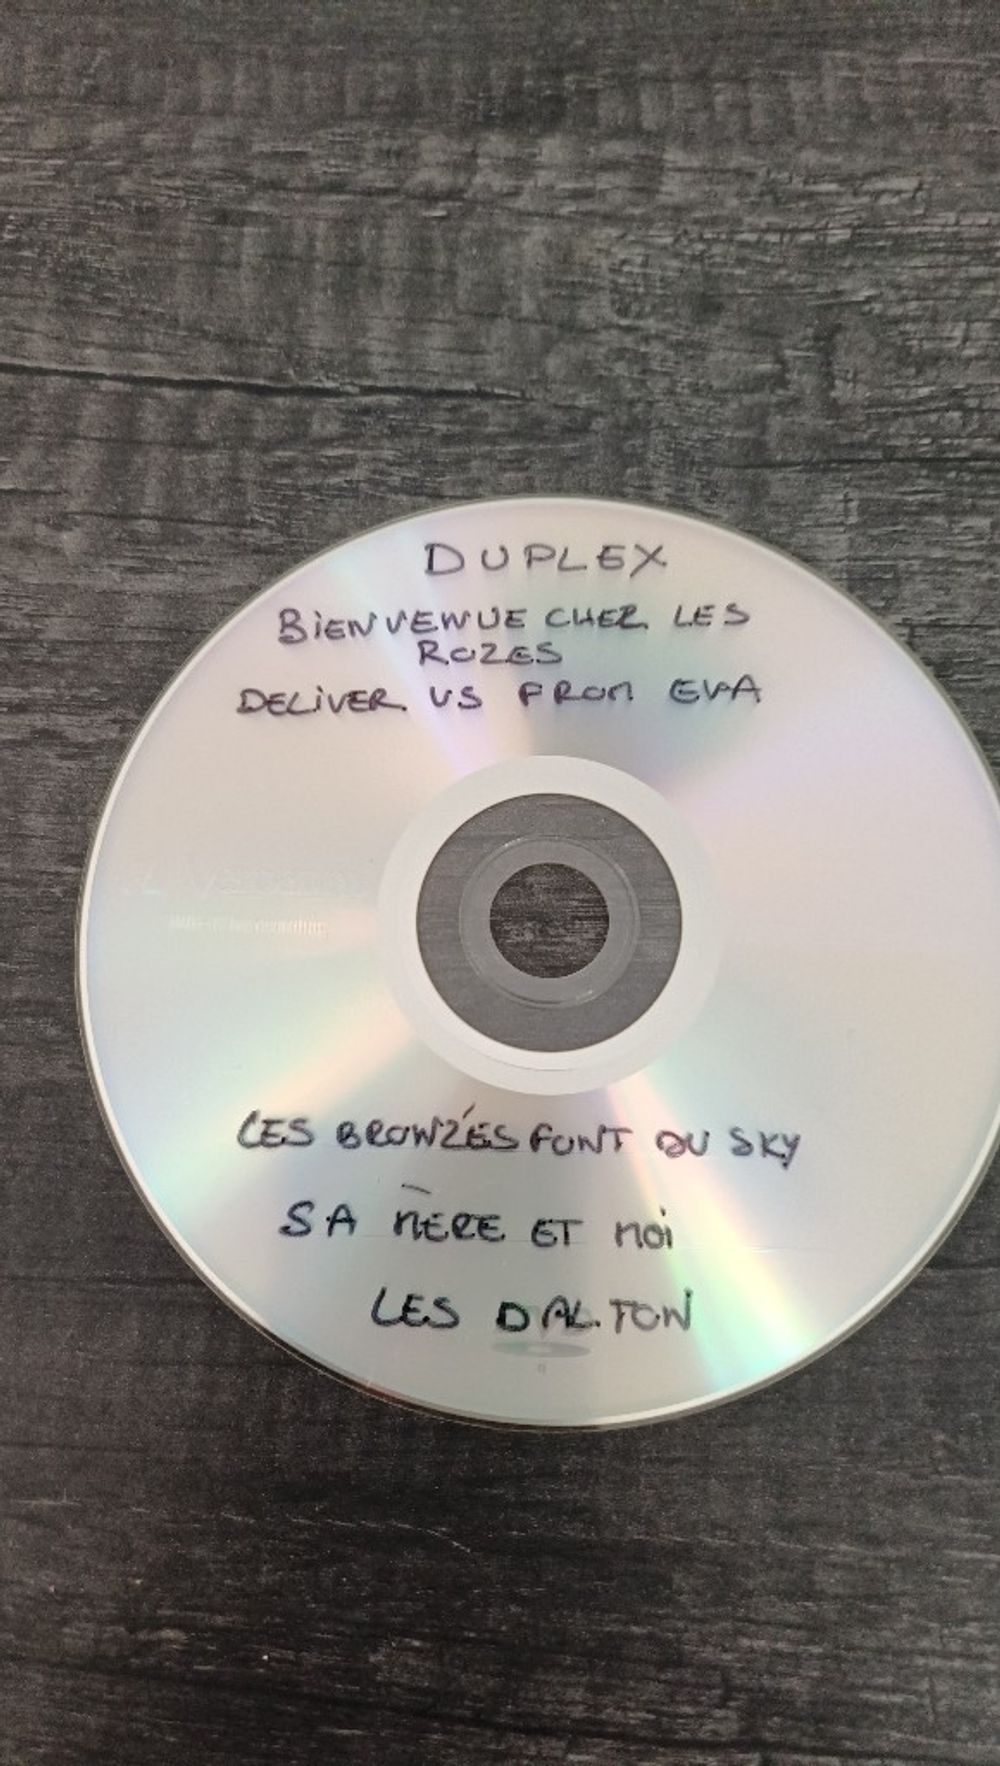 DUPLEX
BIENVENUE CHEZ LES
ROZES
DELIVER US FROM EVA
LES BRONZÉS FONT DU SKY
SA MERE ET MOI
LES DALTON